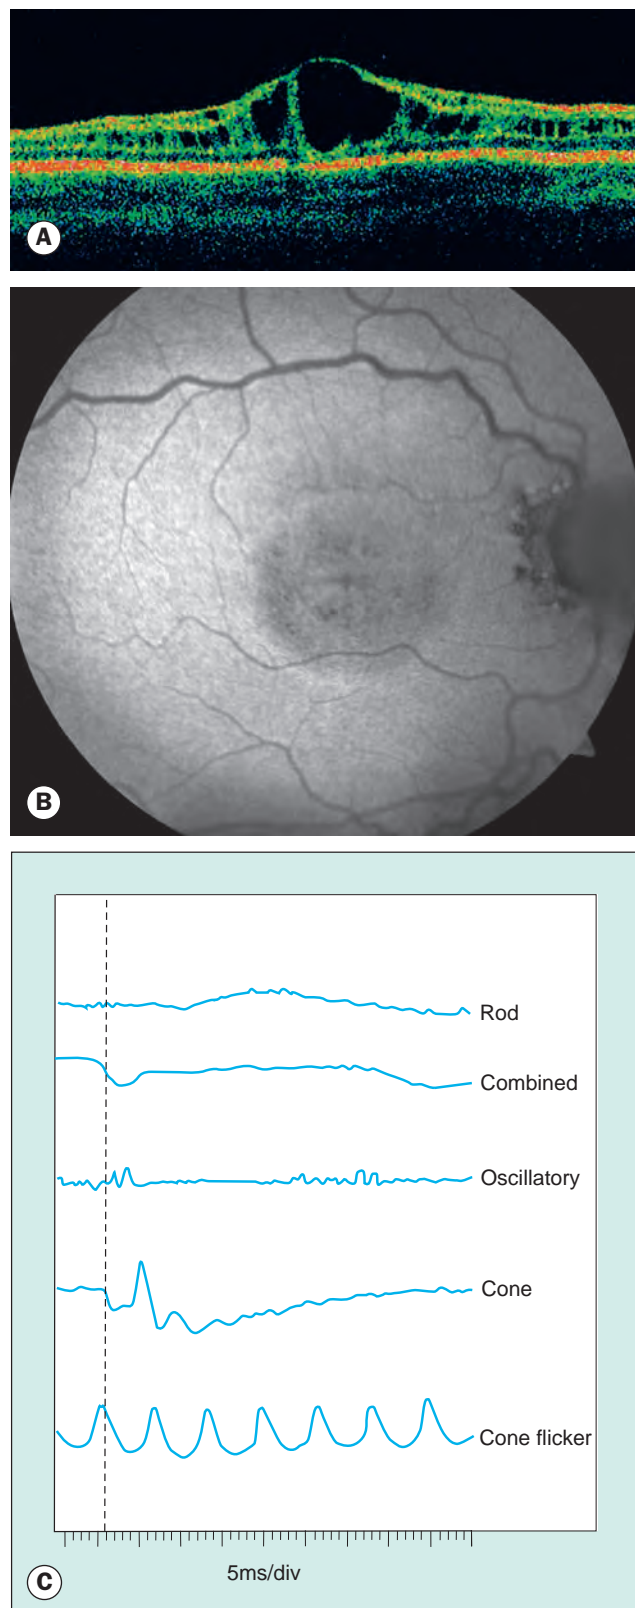 A
B
Rod
Combined
Oscillatory
Cone
Cone flicker
5ms/div
C